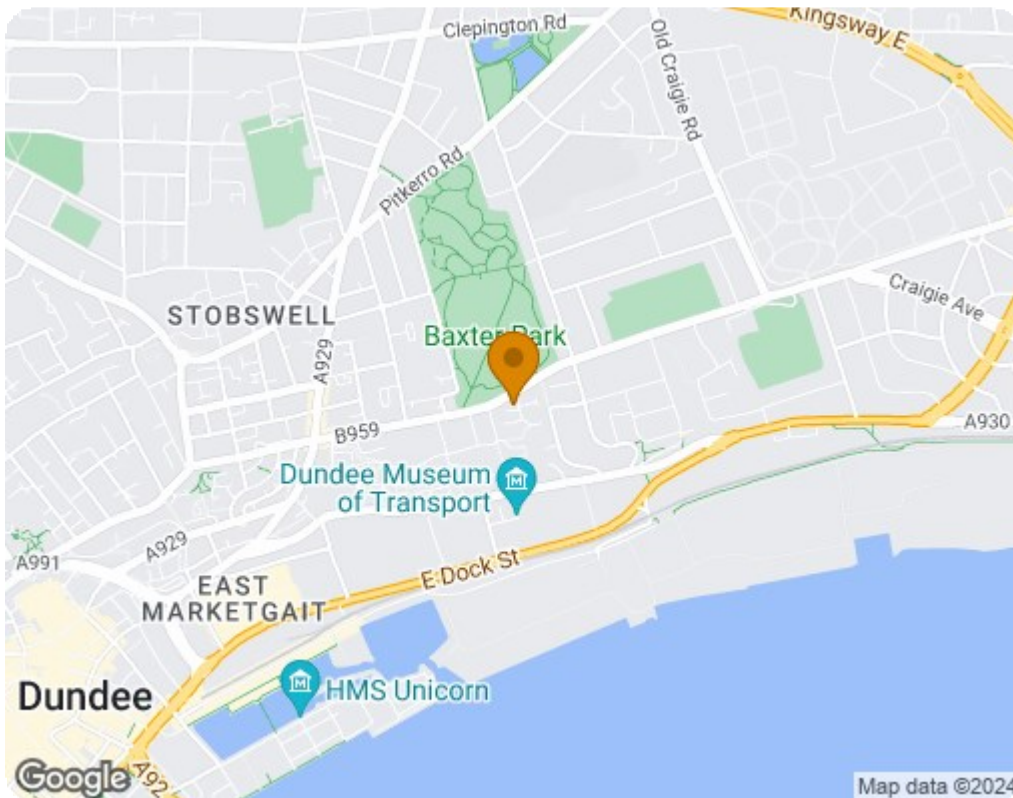 Clepington Rd
Kingsway E
Old Craigie Rd
Pitkerro Rd
STOBSWELL
A929
Baxter Park
Craigie Ave
B959
A930
Dundee Museum
of Transport
A929
A991
E Dock St
EAST
MARKETGAIT
HMS Unicorn
Dundee
A92
Google
Map data ©2024